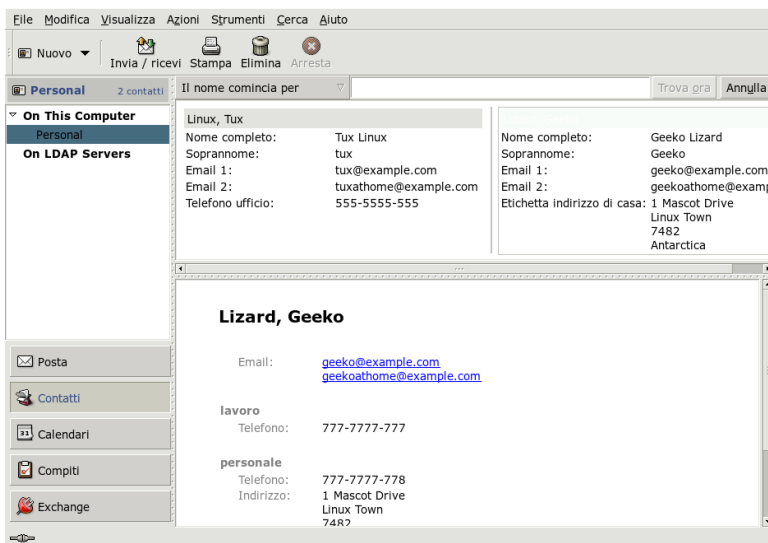 File Modifica Visualizza Azioni Strumenti Cerca Aiuto
Nuovo
Invia / ricevi Stampa Elimina Arresta
Personal 2 contatti
Il nome comincia per
Trova ora Annulla
On This Computer
Personal
On LDAP Servers
Linux, Tux
Nome completo: Tux Linux
Soprannome: tux
Email 1: tux@example.com
Email 2: tuxathome@example.com
Telefono ufficio: 555-5555-555
Nome completo: Geeko Lizard
Soprannome: Geeko
Email 1: geeko@example.com
Email 2: geekoathome@examp
Etichetta indirizzo di casa: 1 Mascot Drive
Linux Town
7482
Antarctica
Lizard, Geeko
Email: geeko@example.com
geekoathome@example.com
lavoro
Telefono: 777-7777-777
personale
Telefono: 777-7777-778
Indirizzo: 1 Mascot Drive
Linux Town
7482
Posta
Contatti
31 Calendari
Compiti
Exchange